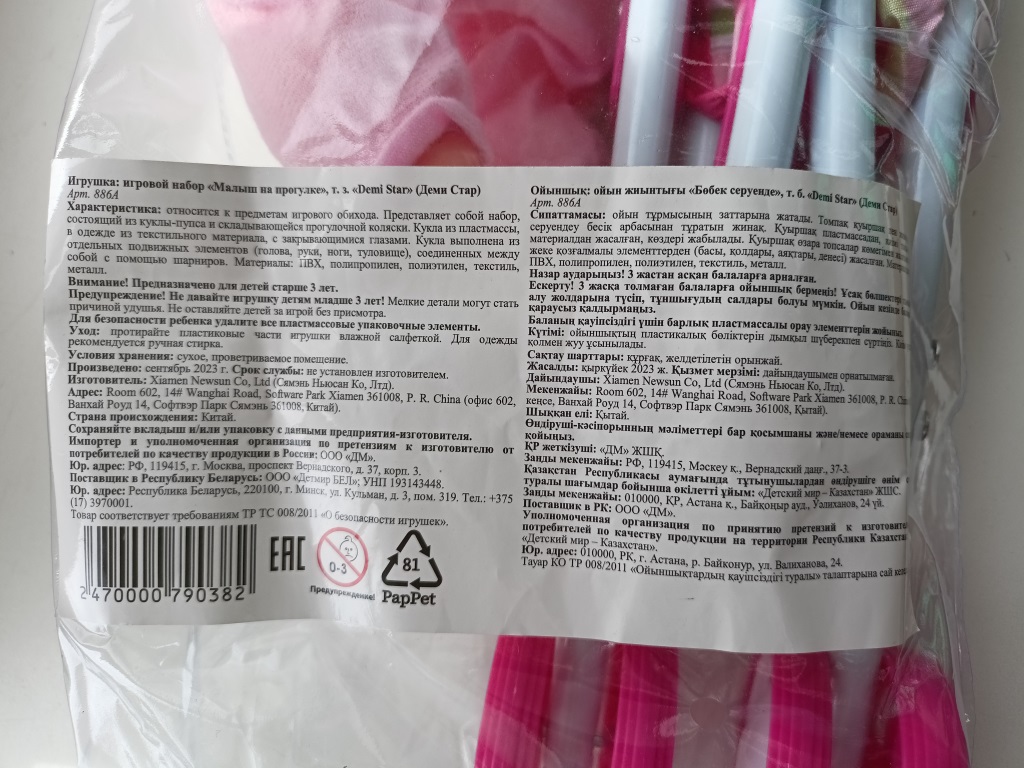 Игрушка: игровой набор «Малыш на прогулке», т. з. «Demi Star» (Деми Стар)
Арт. 886А
Характеристика: относится к предметам игрового обихода. Представляет собой набор,
состоящий из куклы-пупса и складывающейся прогулочной коляски. Кукла из пластмассы,
в одежде из текстильного материала, с закрывающимися глазами. Кукла выполнена из
отдельных подвижных элементов (голова, руки, ноги, туловище), соединенных между
собой с помощью шарниров. Материалы: ПВХ, полипропилен, полиэтилен, текстиль,
металл.
Внимание! Предназначено для детей старше 3 лет.
Предупреждение! Не давайте игрушку детям младше 3 лет! Мелкие детали могут стать
причиной удушья. Не оставляйте детей за игрой без присмотра.
Для безопасности ребенка удалите все пластмассовые упаковочные элементы.
Уход: протирайте пластиковые части игрушки влажной салфеткой. Для одежды
рекомендуется ручная стирка.
Условия хранения: сухое, проветриваемое помещение.
Произведено: сентябрь 2023 г. Срок службы: не установлен изготовителем.
Изготовитель: Xiamen Newsun Co, Ltd (Сямэнь Ньюсан Ко, Лтд).
Адрес: Room 602, 14# Wanghai Road, Software Park Xiamen 361008, P. R. China (офис 602,
Ванхай Роуд 14, Софтвэр Парк Сямэнь 361008, Китай).
Страна происхождения: Китай.
Сохраняйте вкладыш и/или упаковку с данными предприятия-изготовителя.
Импортер и уполномоченная организация по претензиям к изготовителю от
потребителей по качеству продукции в России: ООО «ДМ».
Юр. адрес: РФ, 119415, г. Москва, проспект Вернадского, д. 37, корп. 3.
Поставщик в Республику Беларусь: ООО «Детмир БЕЛ»; УНП 193143448.
Юр. адрес: Республика Беларусь, 220100, г. Минск, ул. Кульман, д. 3, пом. 319. Тел.: +375
(17) 3970001.
Товар соответствует требованиям ТР ТС 008/2011 «О безопасности игрушек».
2 470000 790382
EAC
0-3
Предупреждение!
81
PapPet
Ойыншық: ойын жиынтығы «Бөбек серуенде», т. б. «Demi Star» (Деми Стар)
Арт. 886А
Сипаттамасы: ойын тұрмысының заттарына жатады. Томпақ қуыршақ пен
серуендеу бесік арбасынан тұратын жинақ. Қуыршақ пластмассадан,
материалдан жасалған, көздері жабылады. Қуыршақ өзара топсалар көмегімен
жеке қозғалмалы элементтерден (басы, қолдары, аяқтары, денесі) жасалған.
ПВХ, полипропилен, полиэтилен, текстиль, металл.
Назар аударыңыз! 3 жастан асқан балаларға арналған.
Ескерту! 3 жасқа толмаған балаларға ойыншық бермеңіз! Ұсақ бөлшектері
алу жолдарына түсіп, тұншығудың салдары болуы мүмкін. Ойын кезінде
қараусыз қалдырмаңыз.
Баланың қауіпсіздігі үшін барлық пластмассалы орау элементтерін жойыңыз.
Күтімі: ойыншықтың пластикалық бөліктерін дымқыл шүберекпен сүртіңіз.
қолмен жуу ұсынылады.
Сақтау шарттары: құрғақ, желдетілетін орынжай.
Жасалды: қыркүйек 2023 ж. Қызмет мерзімі: дайындаушымен орнатылмаған.
Дайындаушы: Xiamen Newsun Co, Ltd (Сямэнь Ньюсан Ко, Лтд).
Мекенжайы: Room 602, 14# Wanghai Road, Software Park Xiamen 361008, P. R.
кеңсе, Ванхай Роуд 14, Софтвэр Парк Сямэнь 361008, Қытай).
Шыққан елі: Қытай.
Өндіруші-кәсіпорынның мәліметтері бар қосымшаны және/немесе ораманы
қойыңыз.
ҚР жеткізуші: «ДМ» ЖШҚ.
Заңды мекенжайы: РФ, 119415, Мәскеу қ., Вернадский даңғ., 37-3.
Қазақстан Республикасы аумағында тұтынушылардан өндірушіге өнім
туралы шағымдар бойынша өкілетті ұйым: «Детский мир – Казахстан» ЖШС.
Заңды мекенжайы: 010000, ҚР, Астана қ., Байқоңыр ауд., Уәлиханов, 24 үй.
Поставщик в РК: ООО «ДМ».
Уполномоченная организация по принятию претензий к изготовителю
потребителей по качеству продукции на территории Республики Казахстан
«Детский мир – Казахстан».
Юр. адрес: 010000, РК, г. Астана, р. Байконур, ул. Валиханова, 24.
Тауар КО ТР 008/2011 «Ойыншықтардың қауіпсіздігі туралы» талаптарына сай